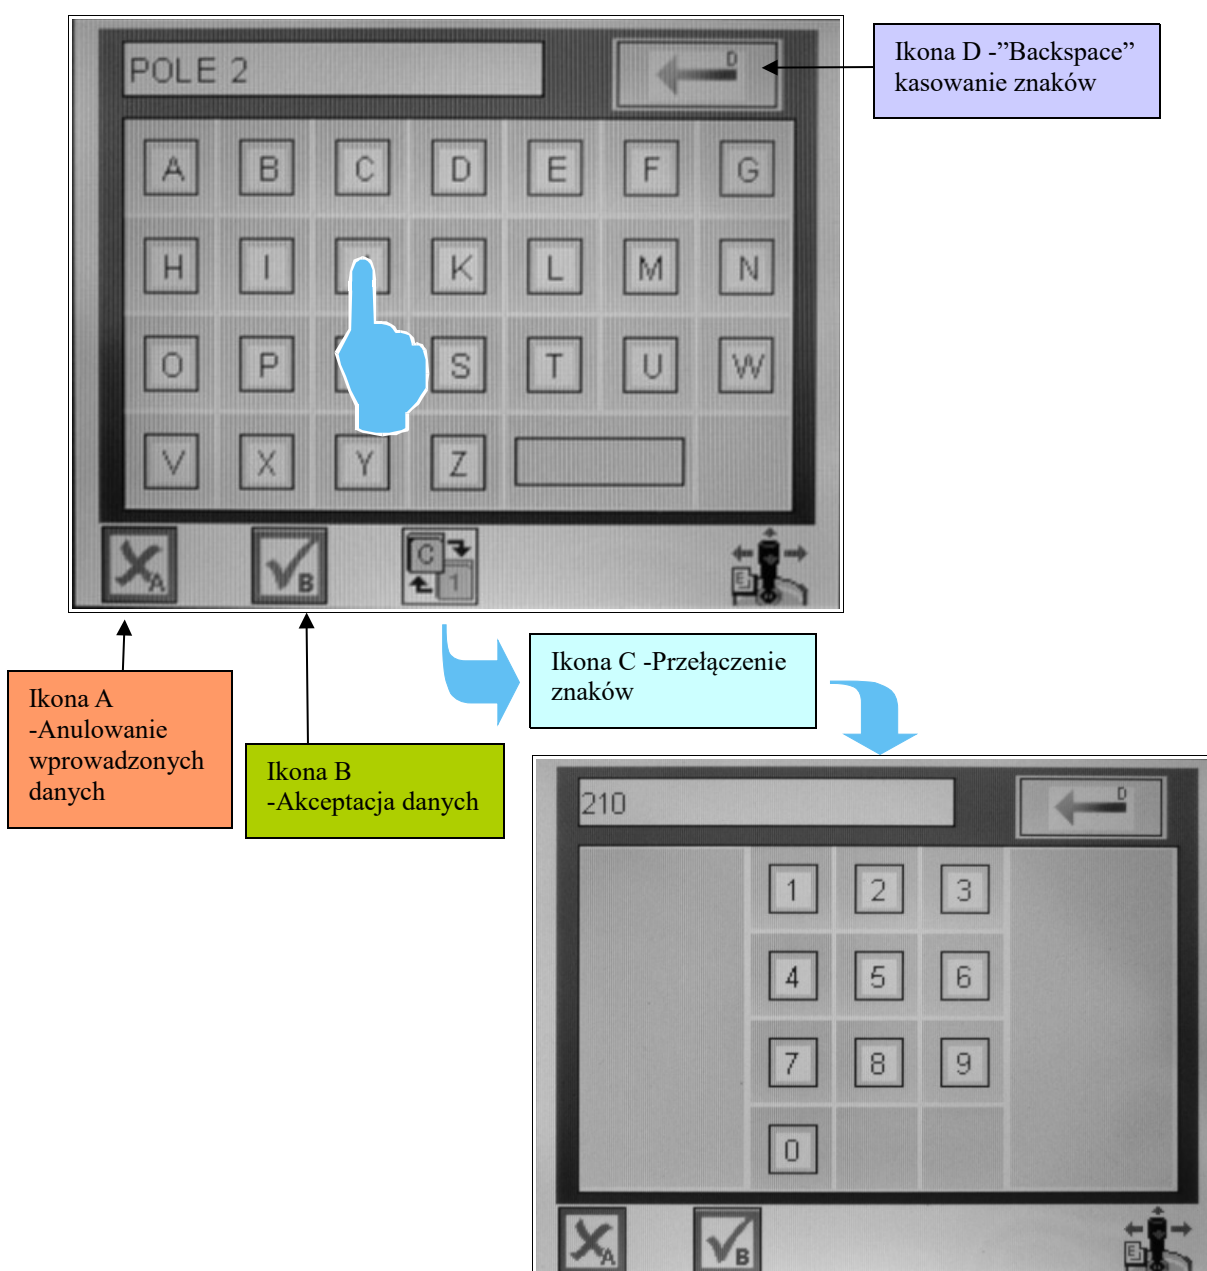 POLE 2
D
Ikona D -”Backspace”
kasowanie znaków
A B C D E F G
H I K L M N
O P S T U W
V X Y Z
A B C 1 E
Ikona A
-Anulowanie
wprowadzonych
danych
Ikona B
-Akceptacja danych
Ikona C -Przełączenie
znaków
210
D
1 2 3
4 5 6
7 8 9
0
A B E